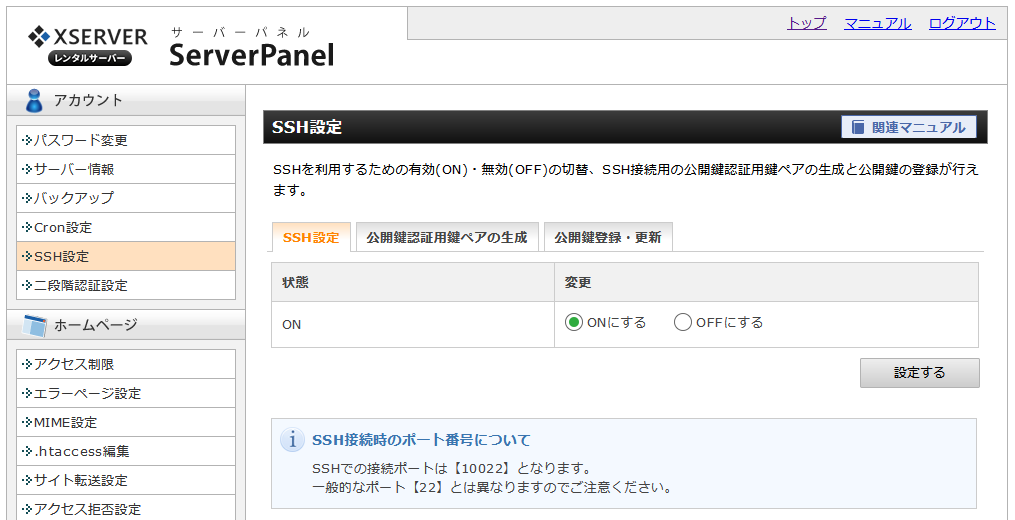 XSERVER
レンタルサーバー
サーバーパネル
ServerPanel
トップ マニュアル ログアウト
アカウント
パスワード変更
サーバー情報
バックアップ
Cron設定
SSH設定
二段階認証設定
ホームページ
アクセス制限
エラーページ設定
MIME設定
.htaccess編集
サイト転送設定
アクセス拒否設定
SSH設定
関連マニュアル
SSHを利用するための有効(ON)・無効(OFF)の切替、SSH接続用の公開鍵認証用鍵ペアの生成と公開鍵の登録が行え
ます。
SSH設定 公開鍵認証用鍵ペアの生成 公開鍵登録・更新
状態 変更
ON ONにする OFFにする
設定する
SSH接続時のポート番号について
SSHでの接続ポートは【10022】となります。
一般的なポート【22】とは異なりますのでご注意ください。